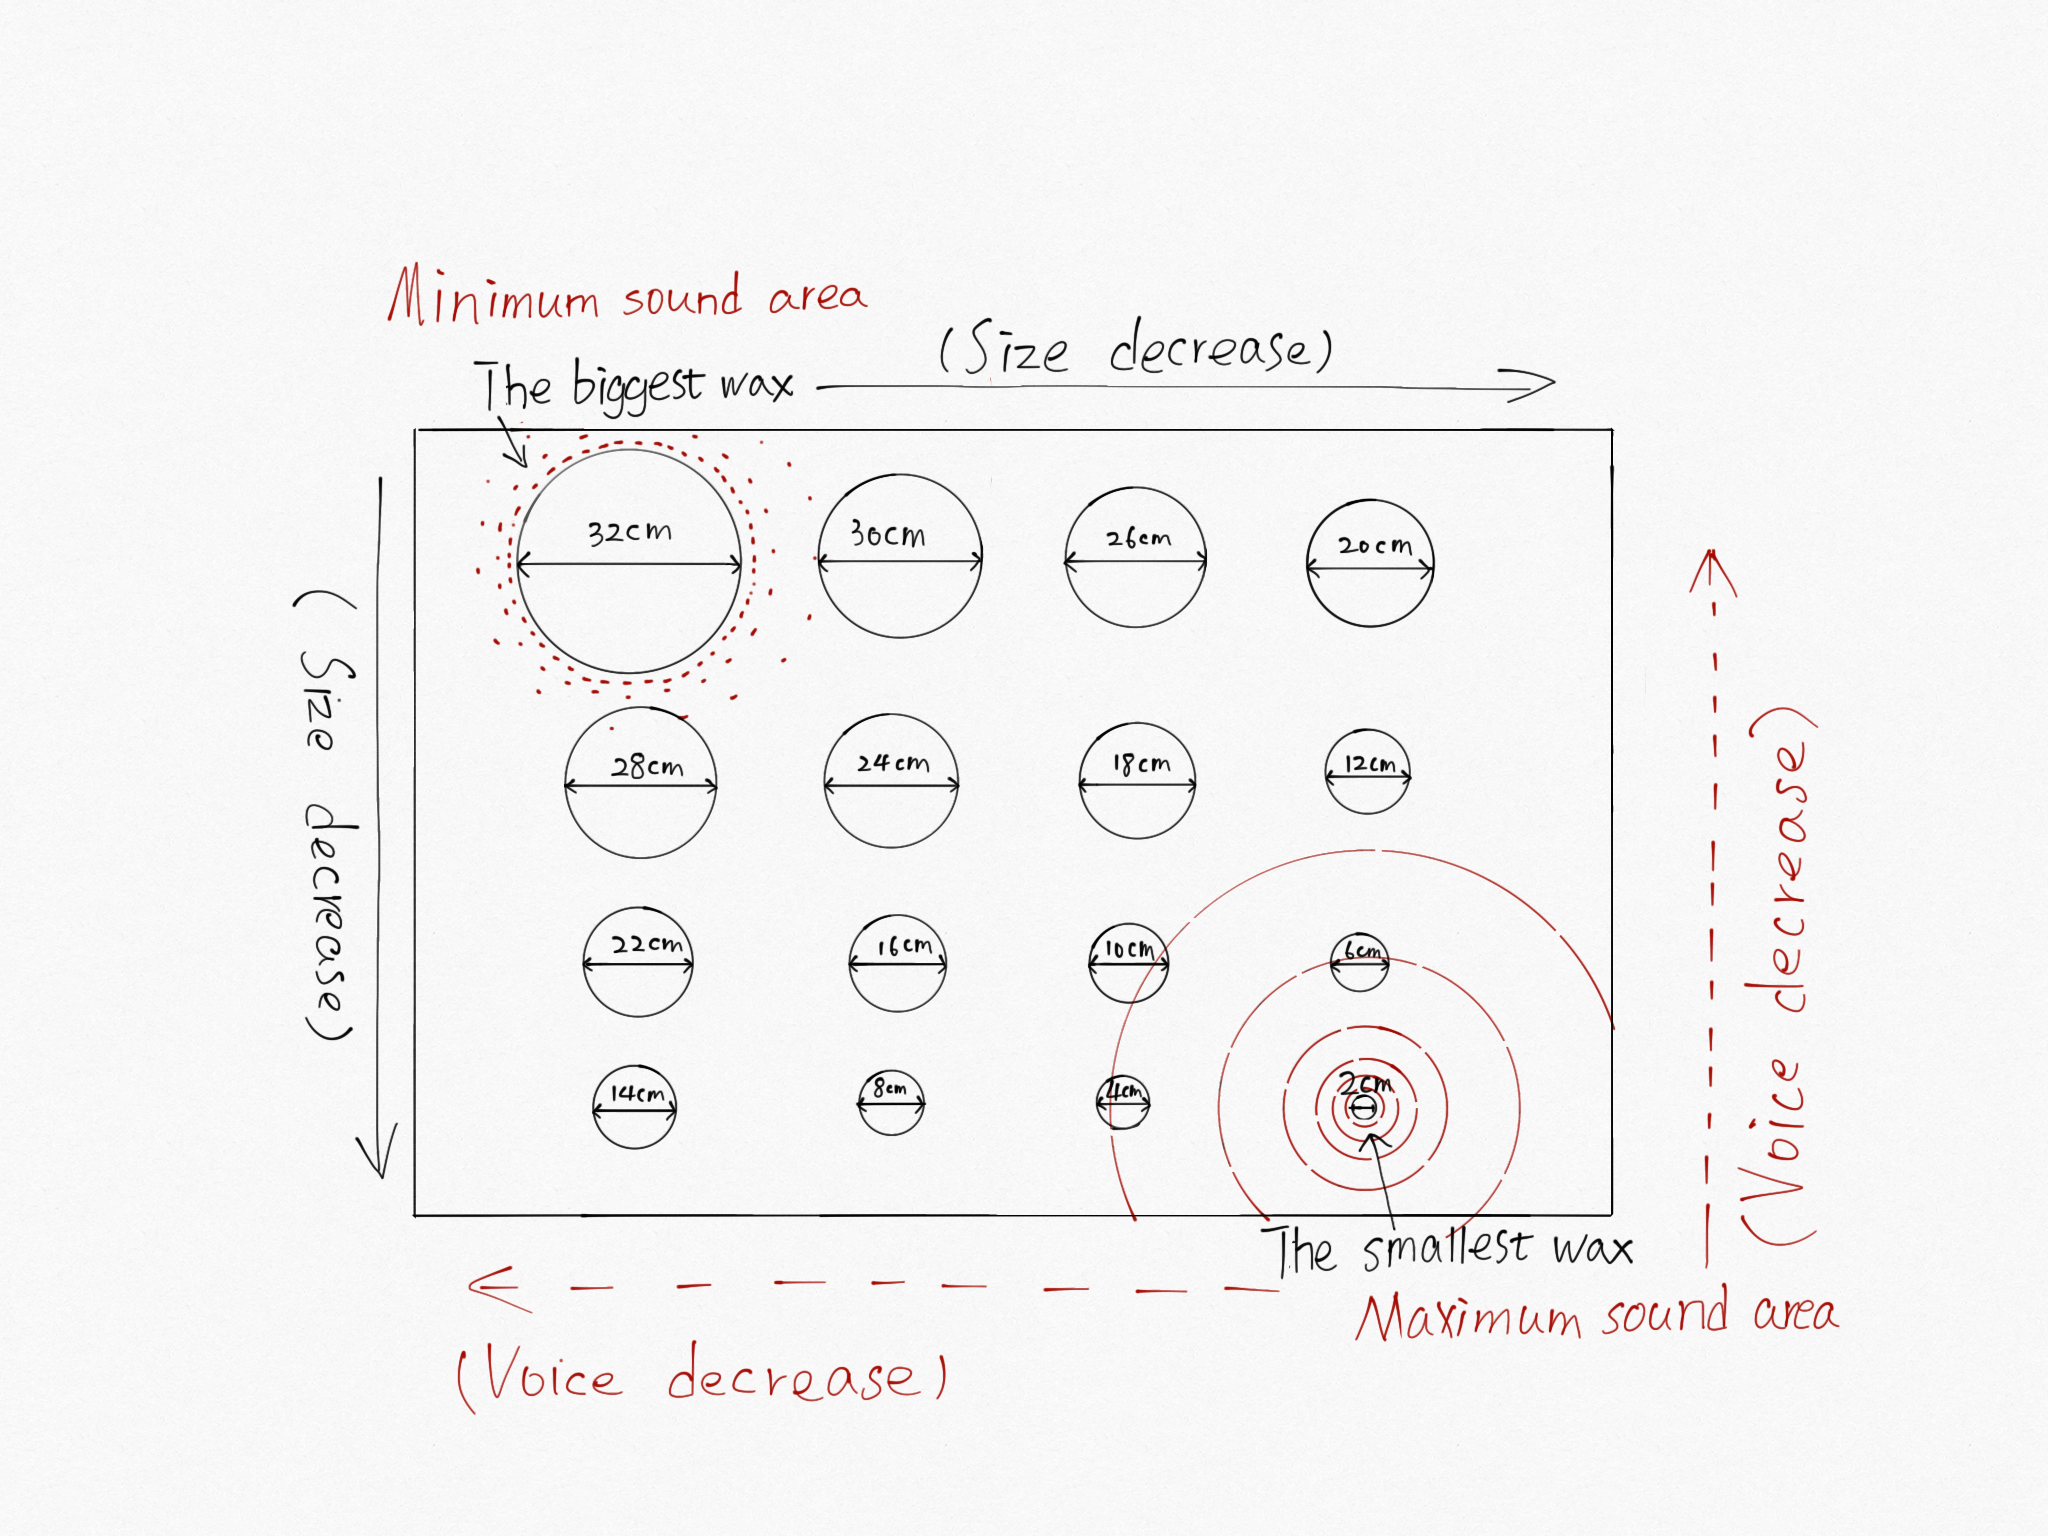 Minimum sound area
(Size decrease)
The biggest wax
32cm
30cm
26cm
20cm
28cm
24cm
18cm
12cm
22cm
16cm
10cm
6cm
14cm
8cm
4cm
2cm
(Size decrease)
(Voice decrease)
The smallest wax
Maximum sound area
(Voice decrease)